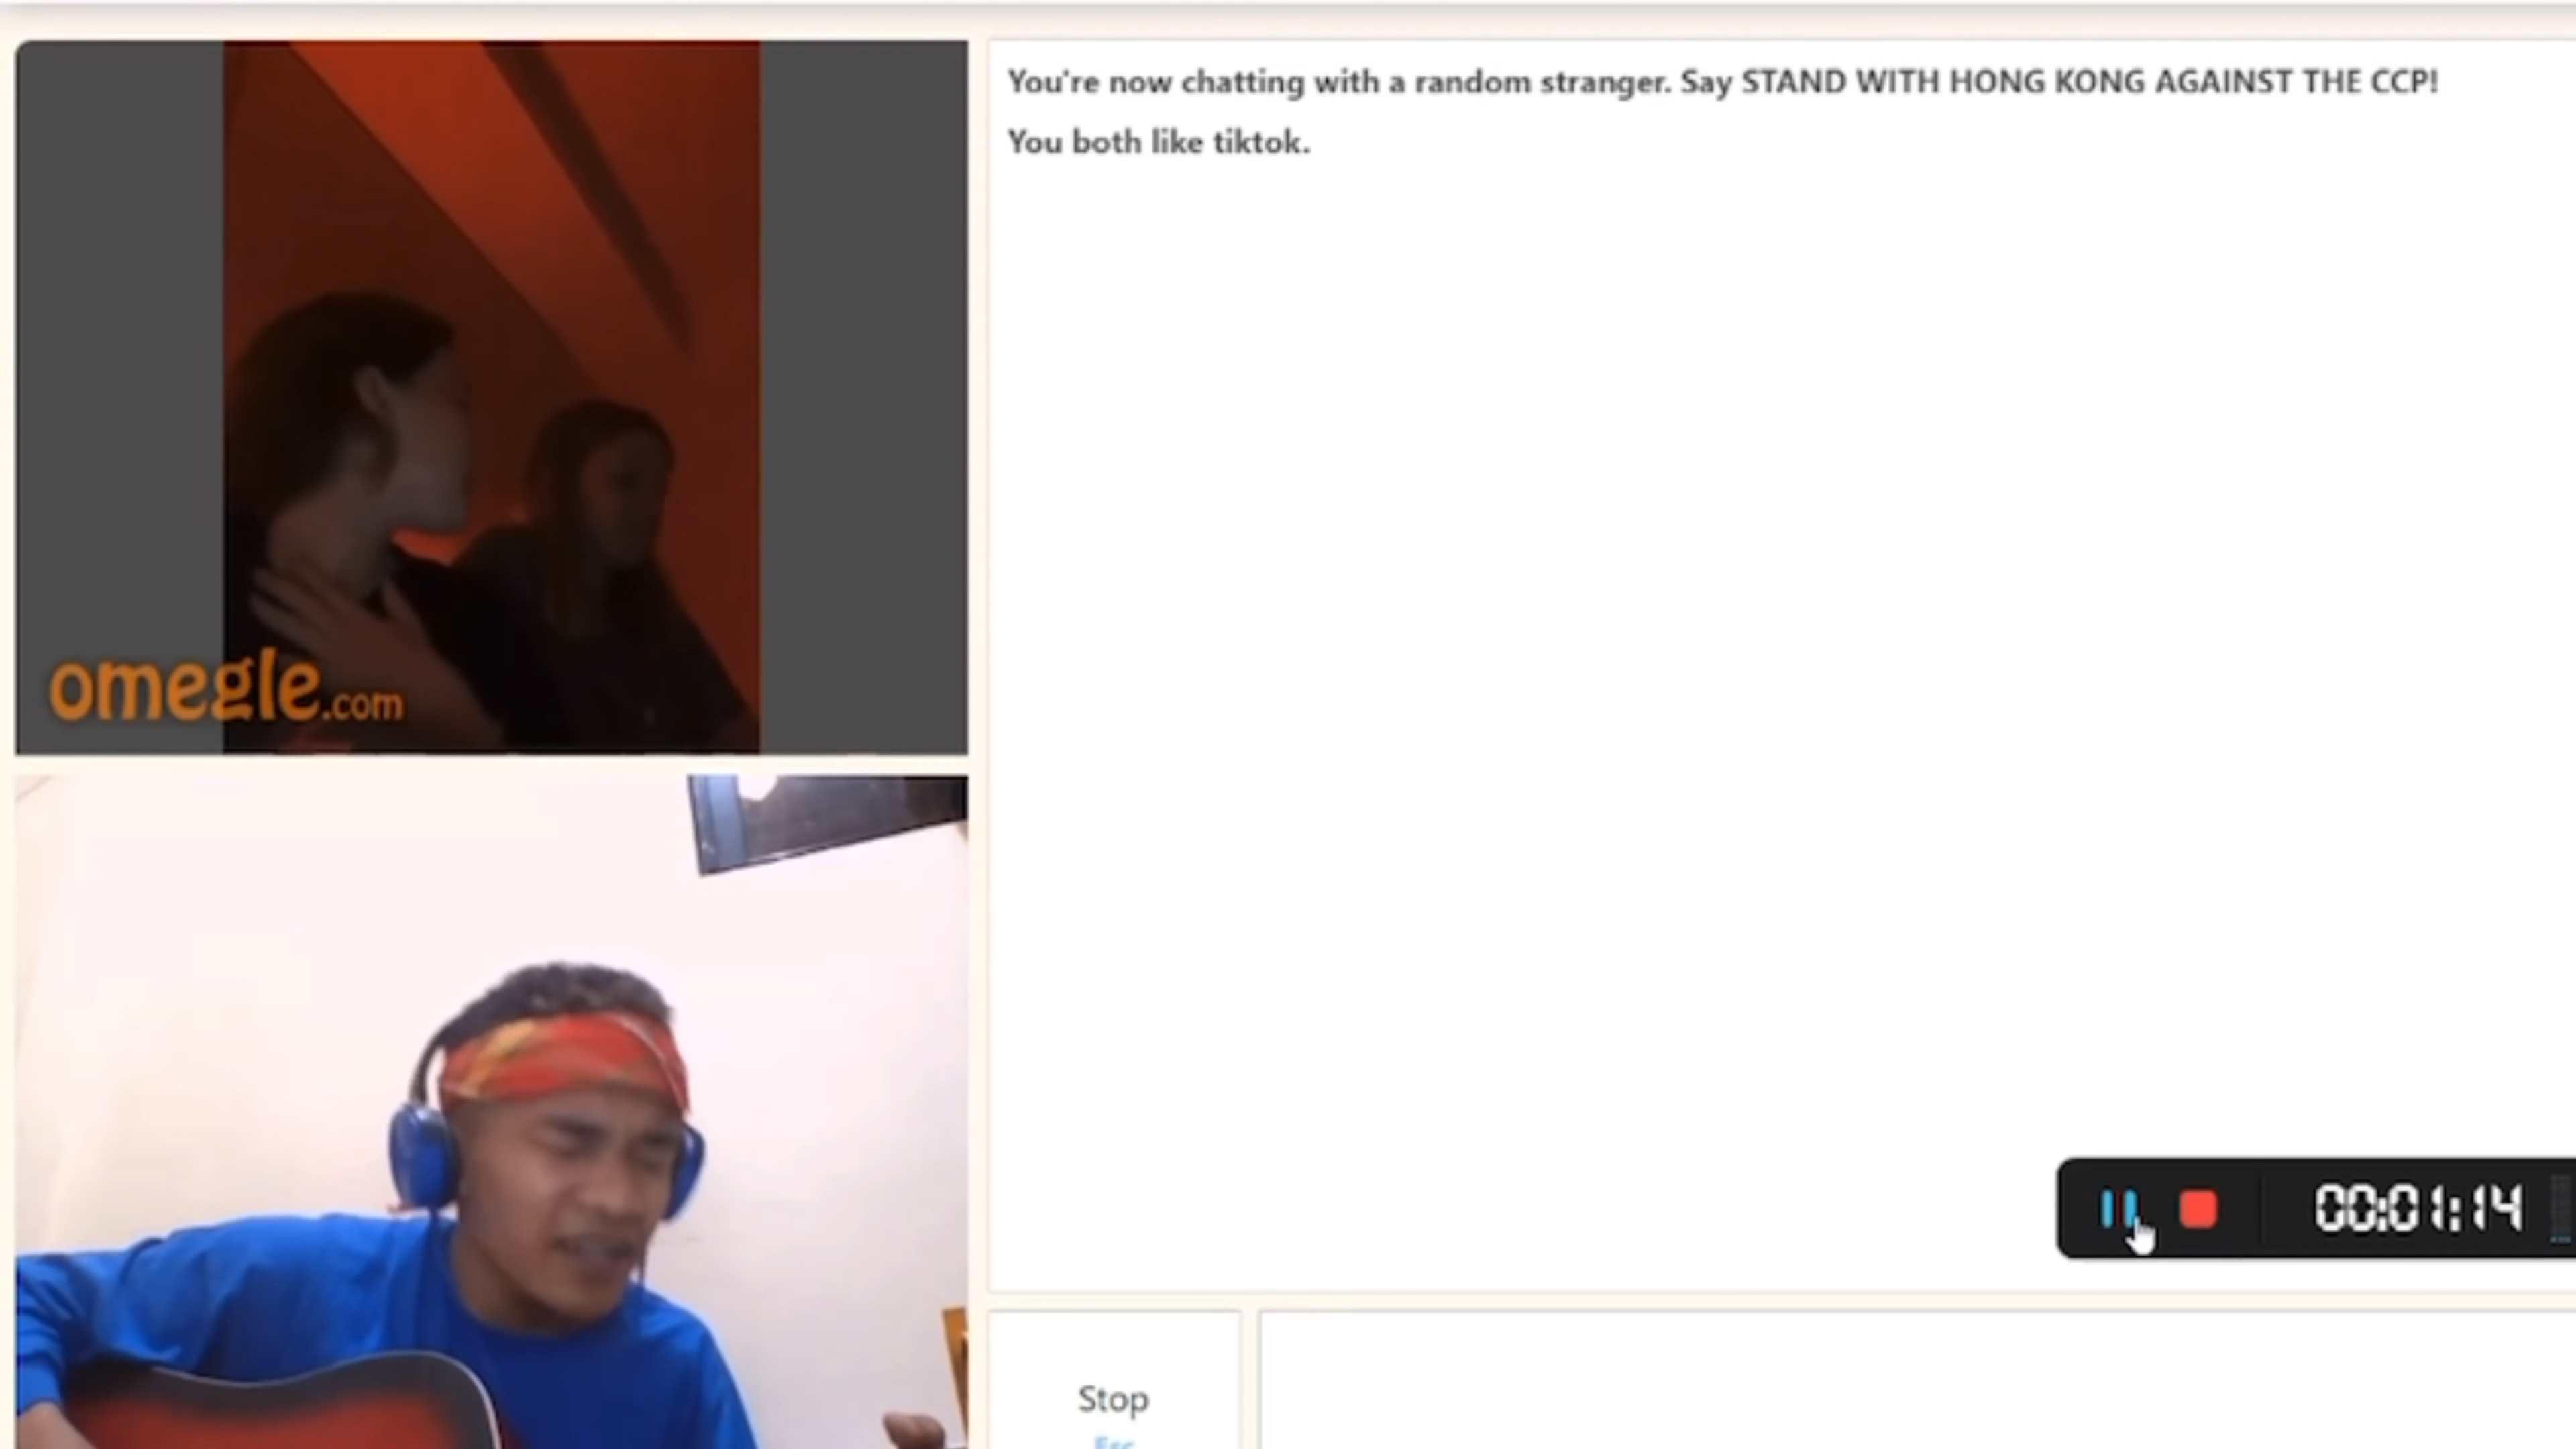 You're now chatting with a random stranger. Say STAND WITH HONG KONG AGAINST THE CCP!
You both like tiktok.
omegle.com
00:01:14
Stop
Esc